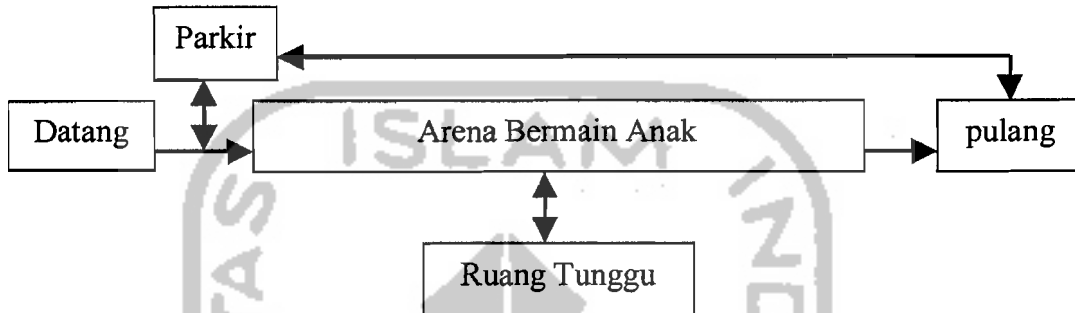 Parkir
Datang
Arena Bermain Anak
pulang
Ruang Tunggu
ISLAM